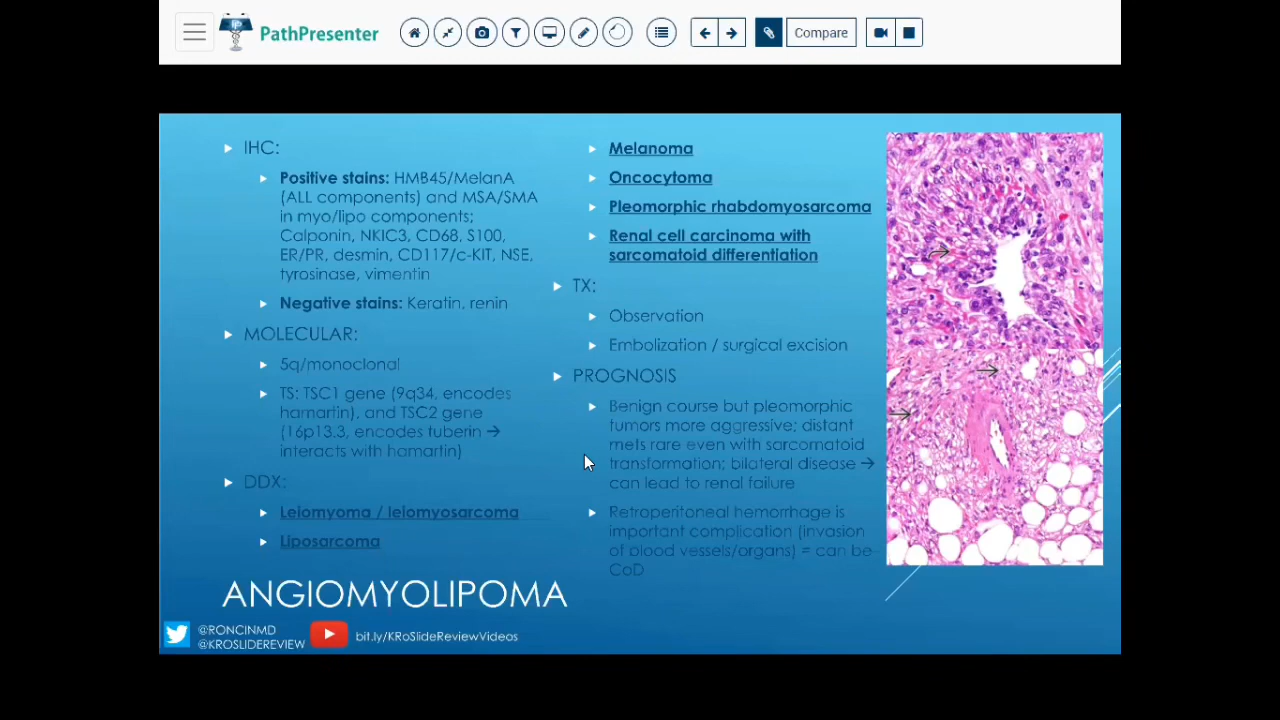 PathPresenter
Compare
IHC:
Positive stains: HMB45/MelanA
(ALL components) and MSA/SMA
in myo/lipo components;
Calponin, NKIC3, CD68, S100,
ER/PR, desmin, CD117/c-KIT, NSE,
tyrosinase, vimentin
Negative stains: Keratin, renin
MOLECULAR:
5q/monoclonal
TS: TSC1 gene (9q34, encodes
hamartin), and TSC2 gene
(16p13.3, encodes tuberin →
interacts with hamartin)
DDX:
Leiomyoma / leiomyosarcoma
Liposarcoma
Melanoma
Oncocytoma
Pleomorphic rhabdomyosarcoma
Renal cell carcinoma with
sarcomatoid differentiation
TX:
Observation
Embolization / surgical excision
PROGNOSIS
Benign course but pleomorphic
tumors more aggressive; distant
mets rare even with sarcomatoid
transformation; bilateral disease →
can lead to renal failure
Retroperitoneal hemorrhage is
important complication (invasion
of blood vessels/organs) = can be
CoD
ANGIOMYOLIPOMA
@RONCINMD
@KROSLIDEREVIEW
bit.ly/KRoSlideReviewVideos